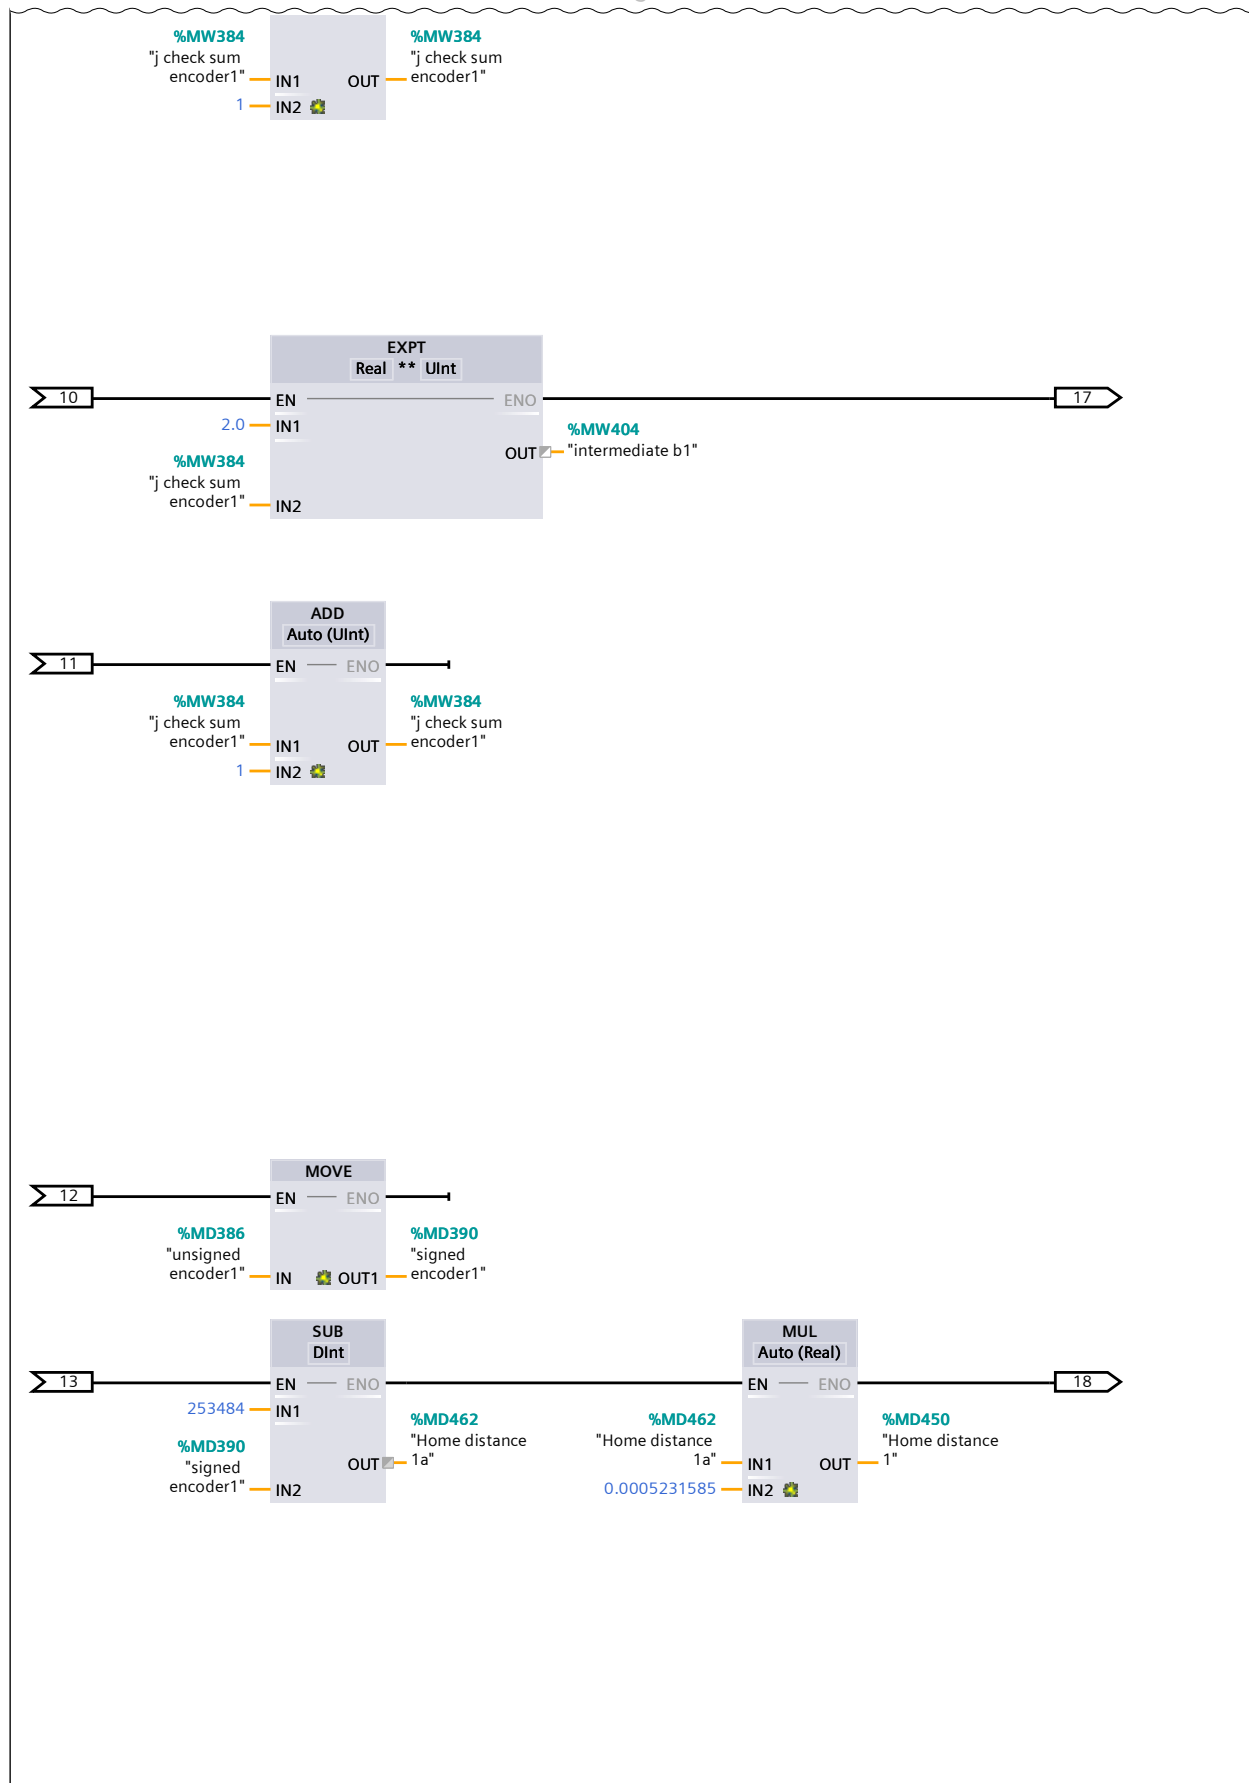 %MW384
"j check sum
encoder1"
IN1
1
IN2
OUT
%MW384
"j check sum
encoder1"
EXPT
Real ** UInt
10
EN
ENO
17
2.0
IN1
%MW384
"j check sum
encoder1"
IN2
OUT
%MW404
"intermediate b1"
ADD
Auto (UInt)
11
EN
ENO
%MW384
"j check sum
encoder1"
IN1
1
IN2
OUT
%MW384
"j check sum
encoder1"
MOVE
12
EN
ENO
%MD386
"unsigned
encoder1"
IN
OUT1
%MD390
"signed
encoder1"
SUB
DInt
13
EN
ENO
253484
IN1
%MD390
"signed
encoder1"
IN2
OUT
%MD462
"Home distance
1a"
MUL
Auto (Real)
EN
ENO
18
%MD462
"Home distance
1a"
IN1
0.0005231585
IN2
OUT
%MD450
"Home distance
1"